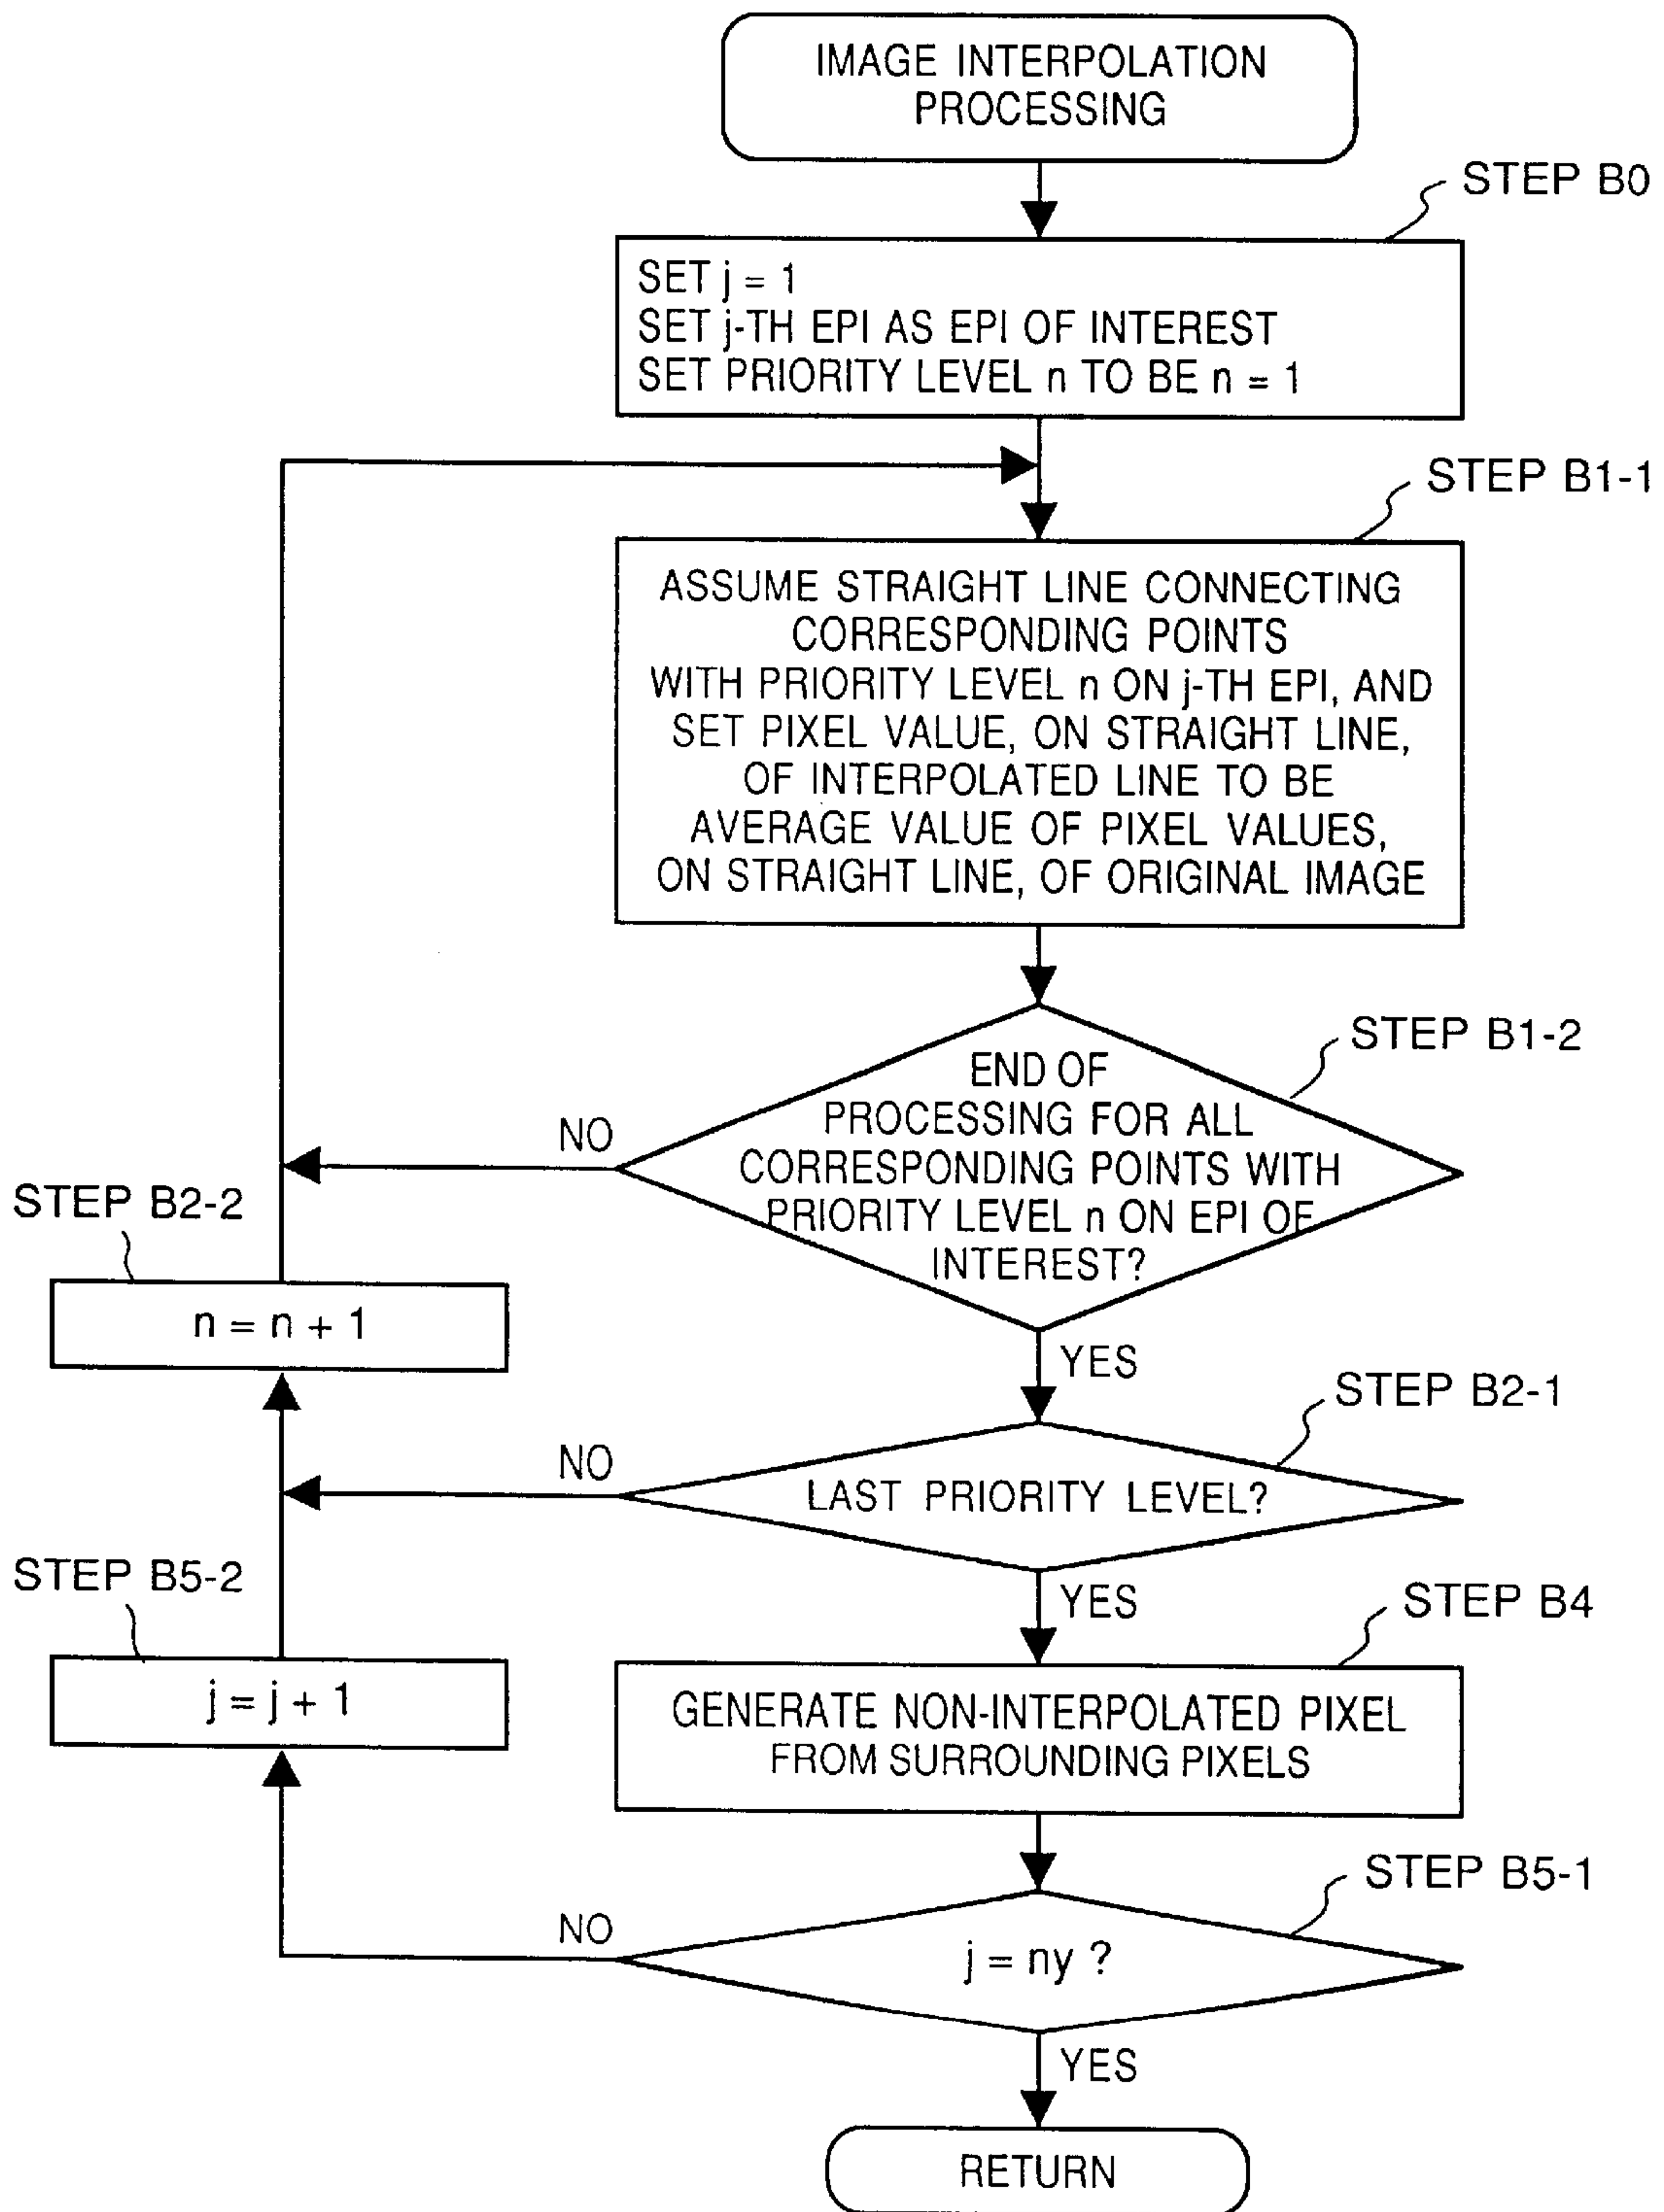 IMAGE INTERPOLATION
PROCESSING
STEP B0
SET j = 1
SET j-TH EPI AS EPI OF INTEREST
SET PRIORITY LEVEL n TO BE n = 1
STEP B1-1
ASSUME STRAIGHT LINE CONNECTING
CORRESPONDING POINTS
WITH PRIORITY LEVEL n ON j-TH EPI, AND
SET PIXEL VALUE, ON STRAIGHT LINE,
OF INTERPOLATED LINE TO BE
AVERAGE VALUE OF PIXEL VALUES,
ON STRAIGHT LINE, OF ORIGINAL IMAGE
STEP B1-2
END OF
PROCESSING FOR ALL
CORRESPONDING POINTS WITH
PRIORITY LEVEL n ON EPI OF
INTEREST?
NO
STEP B2-2
n = n + 1
YES
STEP B2-1
NO
LAST PRIORITY LEVEL?
STEP B5-2
j = j + 1
YES
STEP B4
GENERATE NON-INTERPOLATED PIXEL
FROM SURROUNDING PIXELS
STEP B5-1
NO
j = ny ?
YES
RETURN